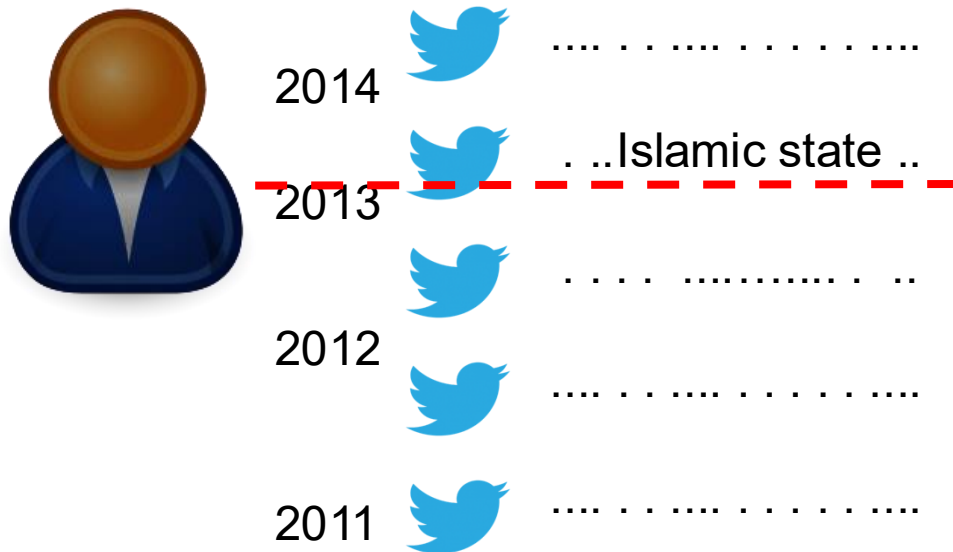 .... . . .... . . . . . ....
2014
. ..Islamic state ..
2013
. . . . ........... . ..
2012
.... . . .... . . . . . ....
2011 .... . . .... . . . . . ....